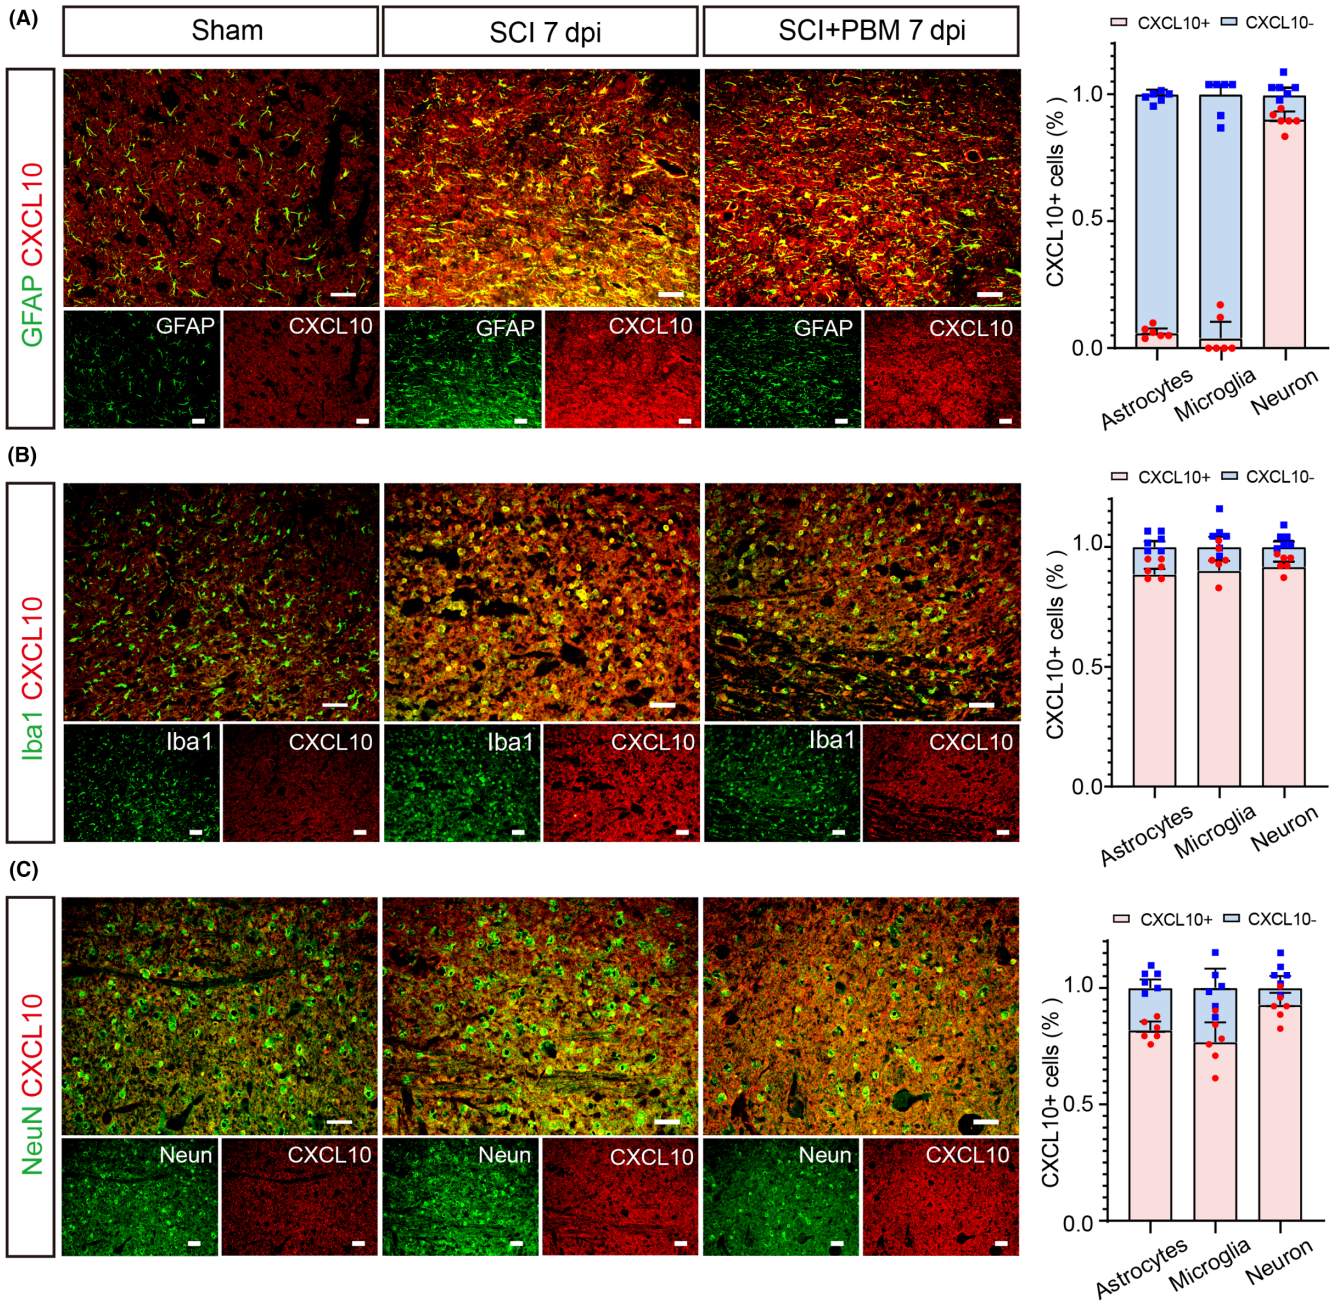 (A)
Sham
SCI 7 dpi
SCI+PBM 7 dpi
GFAP CXCL10
GFAP
CXCL10
GFAP
CXCL10
GFAP
CXCL10
CXCL10+ CXCL10-
CXCL10+ cells (% )
1.0
0.5
0.0
Astrocytes
Microglia
Neuron
(B)
Iba1 CXCL10
Iba1
CXCL10
Iba1
CXCL10
Iba1
CXCL10
CXCL10+ CXCL10-
CXCL10+ cells (% )
1.0
0.5
0.0
Astrocytes
Microglia
Neuron
(C)
NeuN CXCL10
Neun
CXCL10
Neun
CXCL10
Neun
CXCL10
CXCL10+ CXCL10-
CXCL10+ cells (% )
1.0
0.5
0.0
Astrocytes
Microglia
Neuron